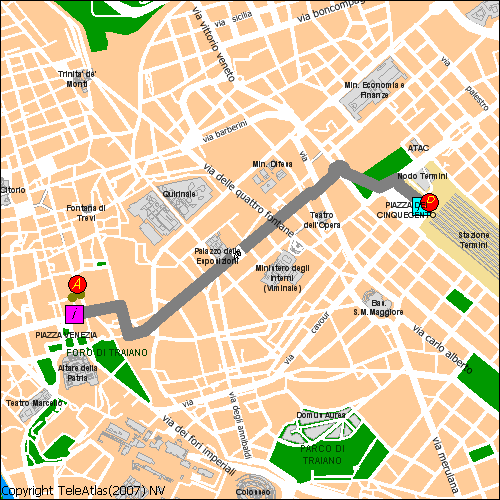 via sicilia
via boncompagni
via vittorio veneto
Trinita' de'
Monti
Min. Economia e
Finanze
via
palestro
via barberini
ATAC
Min. Difesa
Nodo Termini
via delle quattro fontane
Quirinale
Citorio
Fontana di
Trevi
PIAZZA
CINQUECENTO
P
Teatro
dell'Opera
Stazione
Termini
Palazzo delle
Esposizioni
Ministero degli
Interni
(Viminale)
A
Bas.
S.M. Maggiore
PIAZZA VENEZIA
via cavour
via carlo alberto
FORO DI TRAIANO
Altare della
Patria
via
Teatro Marcello
via dei fori imperiali
via degli annibaldi
Domus Aurea
PARCO DI
TRAIANO
via merulana
Colosseo
Copyright TeleAtlas(2007) NV